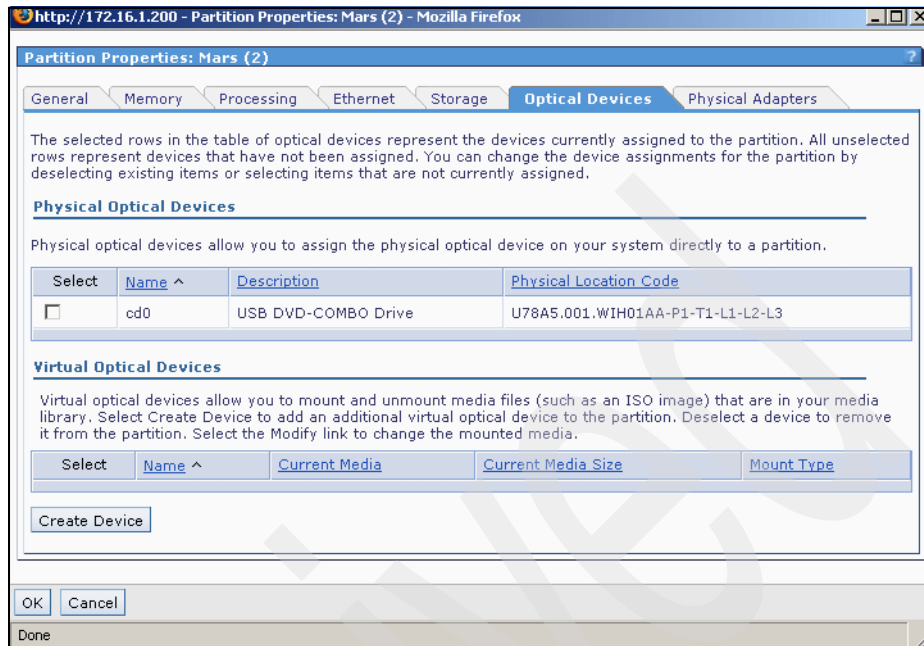 http://172.16.1.200 - Partition Properties: Mars (2) - Mozilla Firefox
Partition Properties: Mars (2) ?
General Memory Processing Ethernet Storage Optical Devices Physical Adapters
The selected rows in the table of optical devices represent the devices currently assigned to the partition. All unselected
rows represent devices that have not been assigned. You can change the device assignments for the partition by
deselecting existing items or selecting items that are not currently assigned.
Physical Optical Devices
Physical optical devices allow you to assign the physical optical device on your system directly to a partition.
Select Name ^ Description Physical Location Code
cd0 USB DVD-COMBO Drive U78A5.001.WIH01AA-P1-T1-L1-L2-L3
Virtual Optical Devices
Virtual optical devices allow you to mount and unmount media files (such as an ISO image) that are in your media
library. Select Create Device to add an additional virtual optical device to the partition. Deselect a device to remove
it from the partition. Select the Modify link to change the mounted media.
Select Name ^ Current Media Current Media Size Mount Type
Create Device
OK Cancel
Done